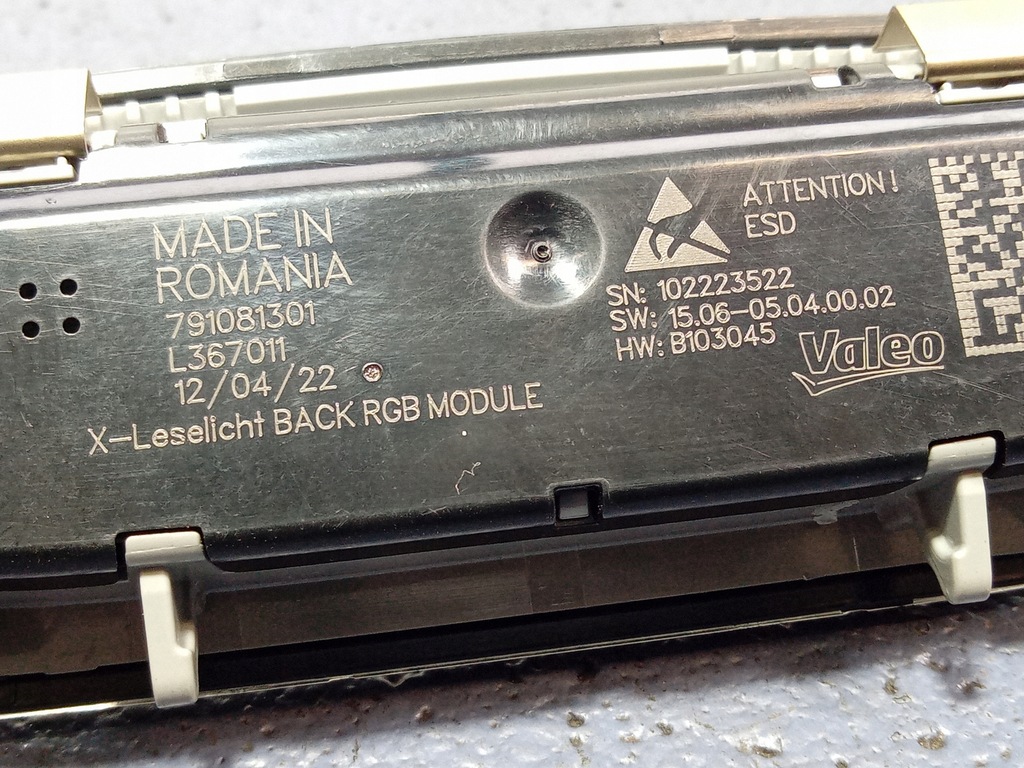 MADE IN
ROMANIA
791081301
L367011
12/04/22
X-Leselicht BACK RGB MODULE
ATTENTION!
ESD
SN: 102223522
SW: 15.06-05.04.00.02
HW: B103045
Valeo